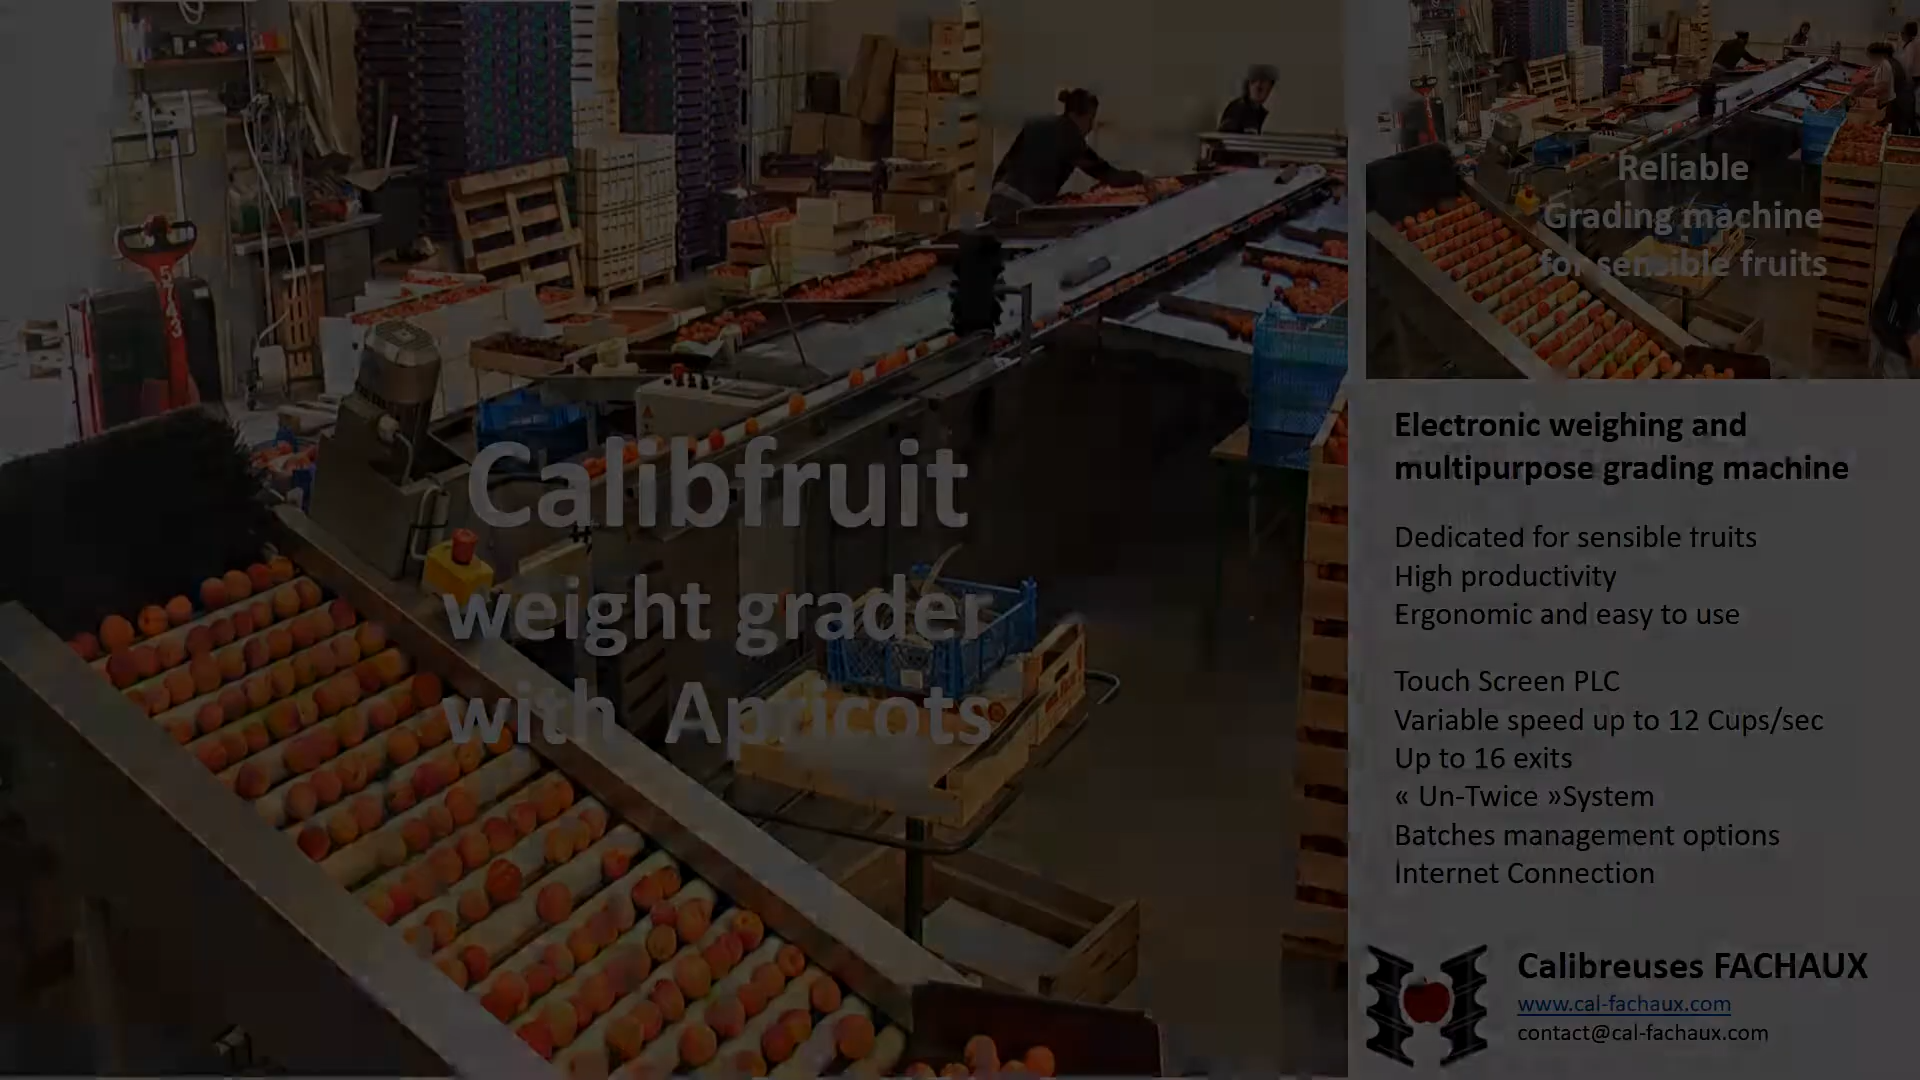 Calibfruit
weight grader
with Apricots
Reliable
Grading machine
for sensible fruits
Electronic weighing and
multipurpose grading machine
Dedicated for sensible fruits
High productivity
Ergonomic and easy to use
Touch Screen PLC
Variable speed up to 12 Cups/sec
Up to 16 exits
« Un-Twice »System
Batches management options
Internet Connection
Calibreuses FACHAUX
www.cal-fachaux.com
contact@cal-fachaux.com
5743